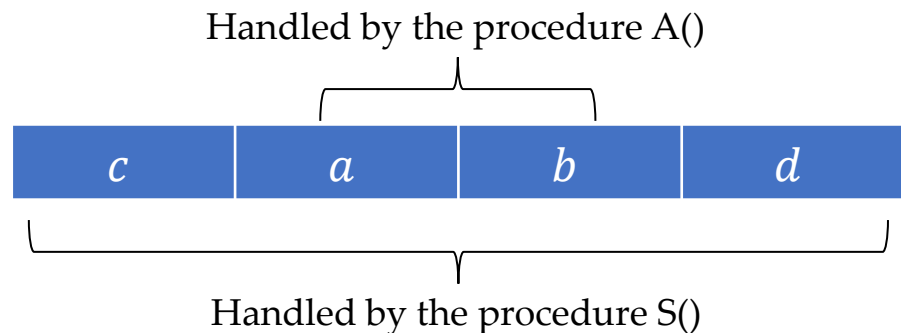 Handled by the procedure A()
c a b d
Handled by the procedure S()